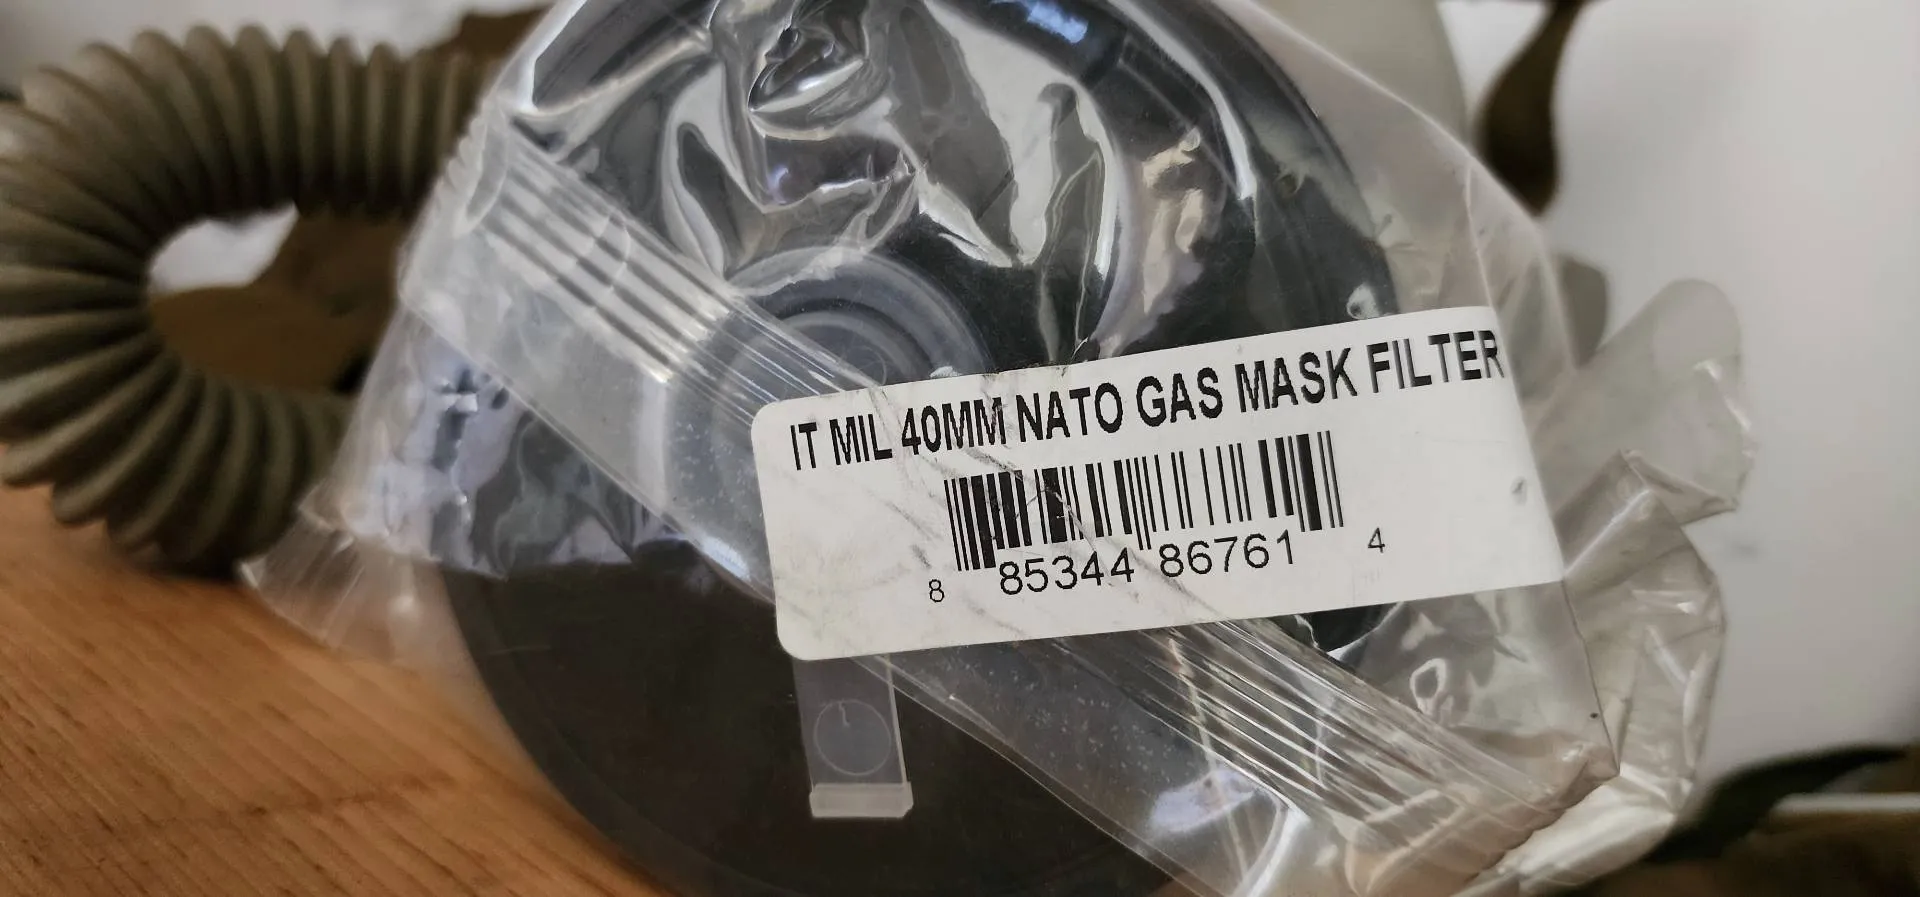 IT MIL 40MM NATO GAS MASK FILTER
8 85344 86761 4